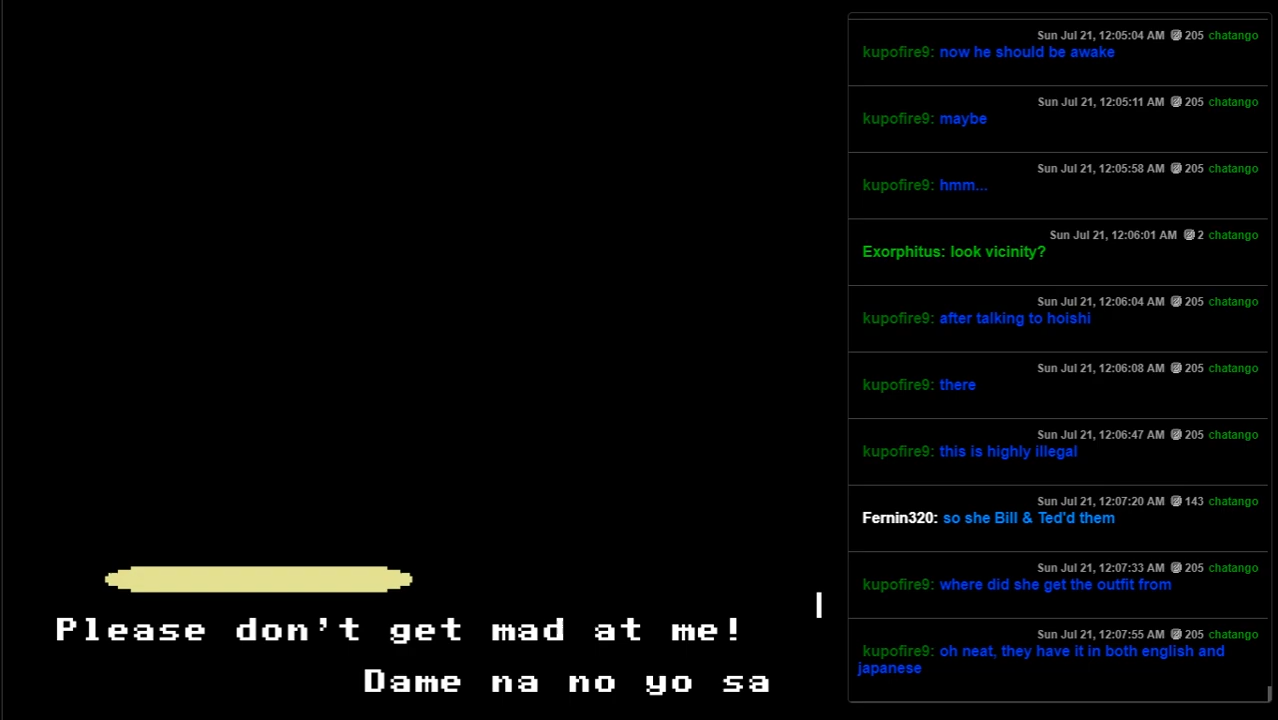 Sun Jul 21, 12:05:04 AM 205 chatango
kupofire9: now he should be awake
Sun Jul 21, 12:05:11 AM 205 chatango
kupofire9: maybe
Sun Jul 21, 12:05:58 AM 205 chatango
kupofire9: hmm...
Sun Jul 21, 12:06:01 AM 2 chatango
Exorphitus: look vicinity?
Sun Jul 21, 12:06:04 AM 205 chatango
kupofire9: after talking to hoishi
Sun Jul 21, 12:06:08 AM 205 chatango
kupofire9: there
Sun Jul 21, 12:06:47 AM 205 chatango
kupofire9: this is highly illegal
Sun Jul 21, 12:07:20 AM 143 chatango
Fernin320: so she Bill & Ted'd them
Sun Jul 21, 12:07:33 AM 205 chatango
kupofire9: where did she get the outfit from
Sun Jul 21, 12:07:55 AM 205 chatango
kupofire9: oh neat, they have it in both english and
japanese
Please don't get mad at me!
Dame na no yo sa